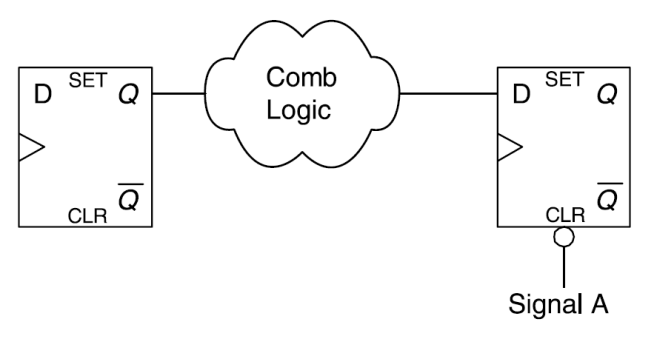 D SET Q
Q̅
CLR
Comb
Logic
D SET Q
Q̅
CLR
Signal A